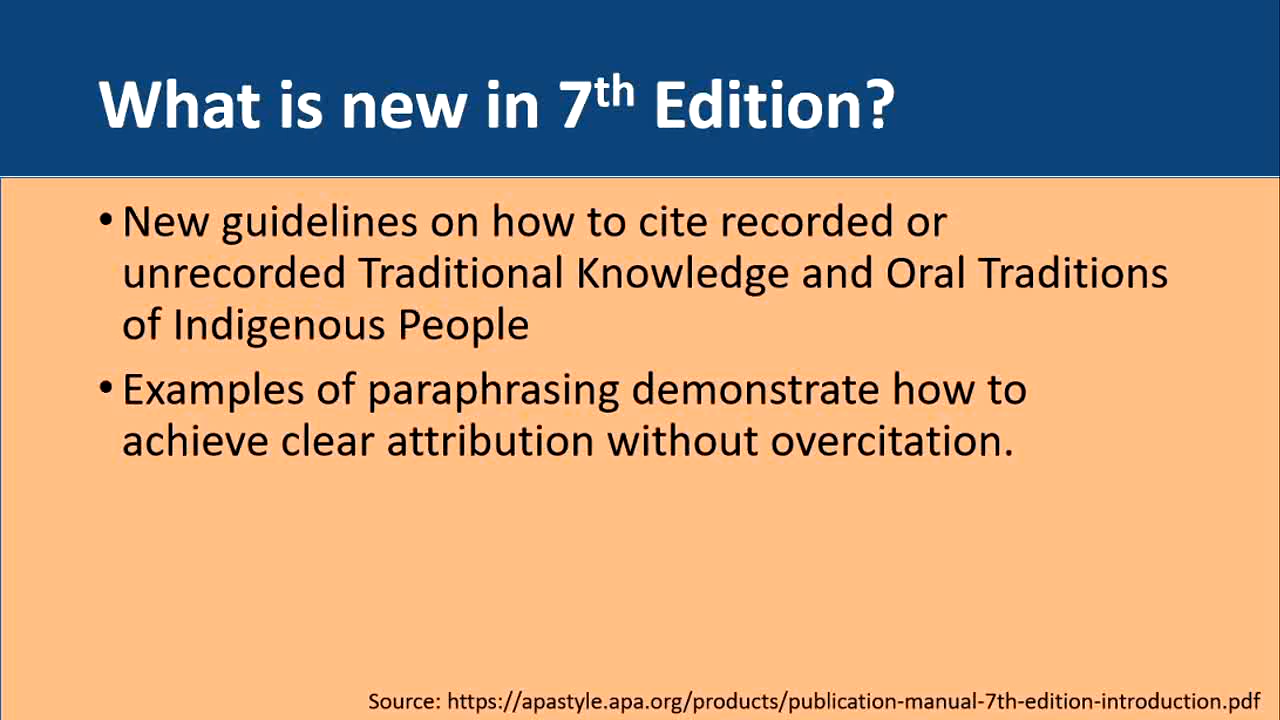 What is new in 7th Edition?
• New guidelines on how to cite recorded or
unrecorded Traditional Knowledge and Oral Traditions
of Indigenous People
• Examples of paraphrasing demonstrate how to
achieve clear attribution without overcitation.
Source: https://apastyle.apa.org/products/publication-manual-7th-edition-introduction.pdf